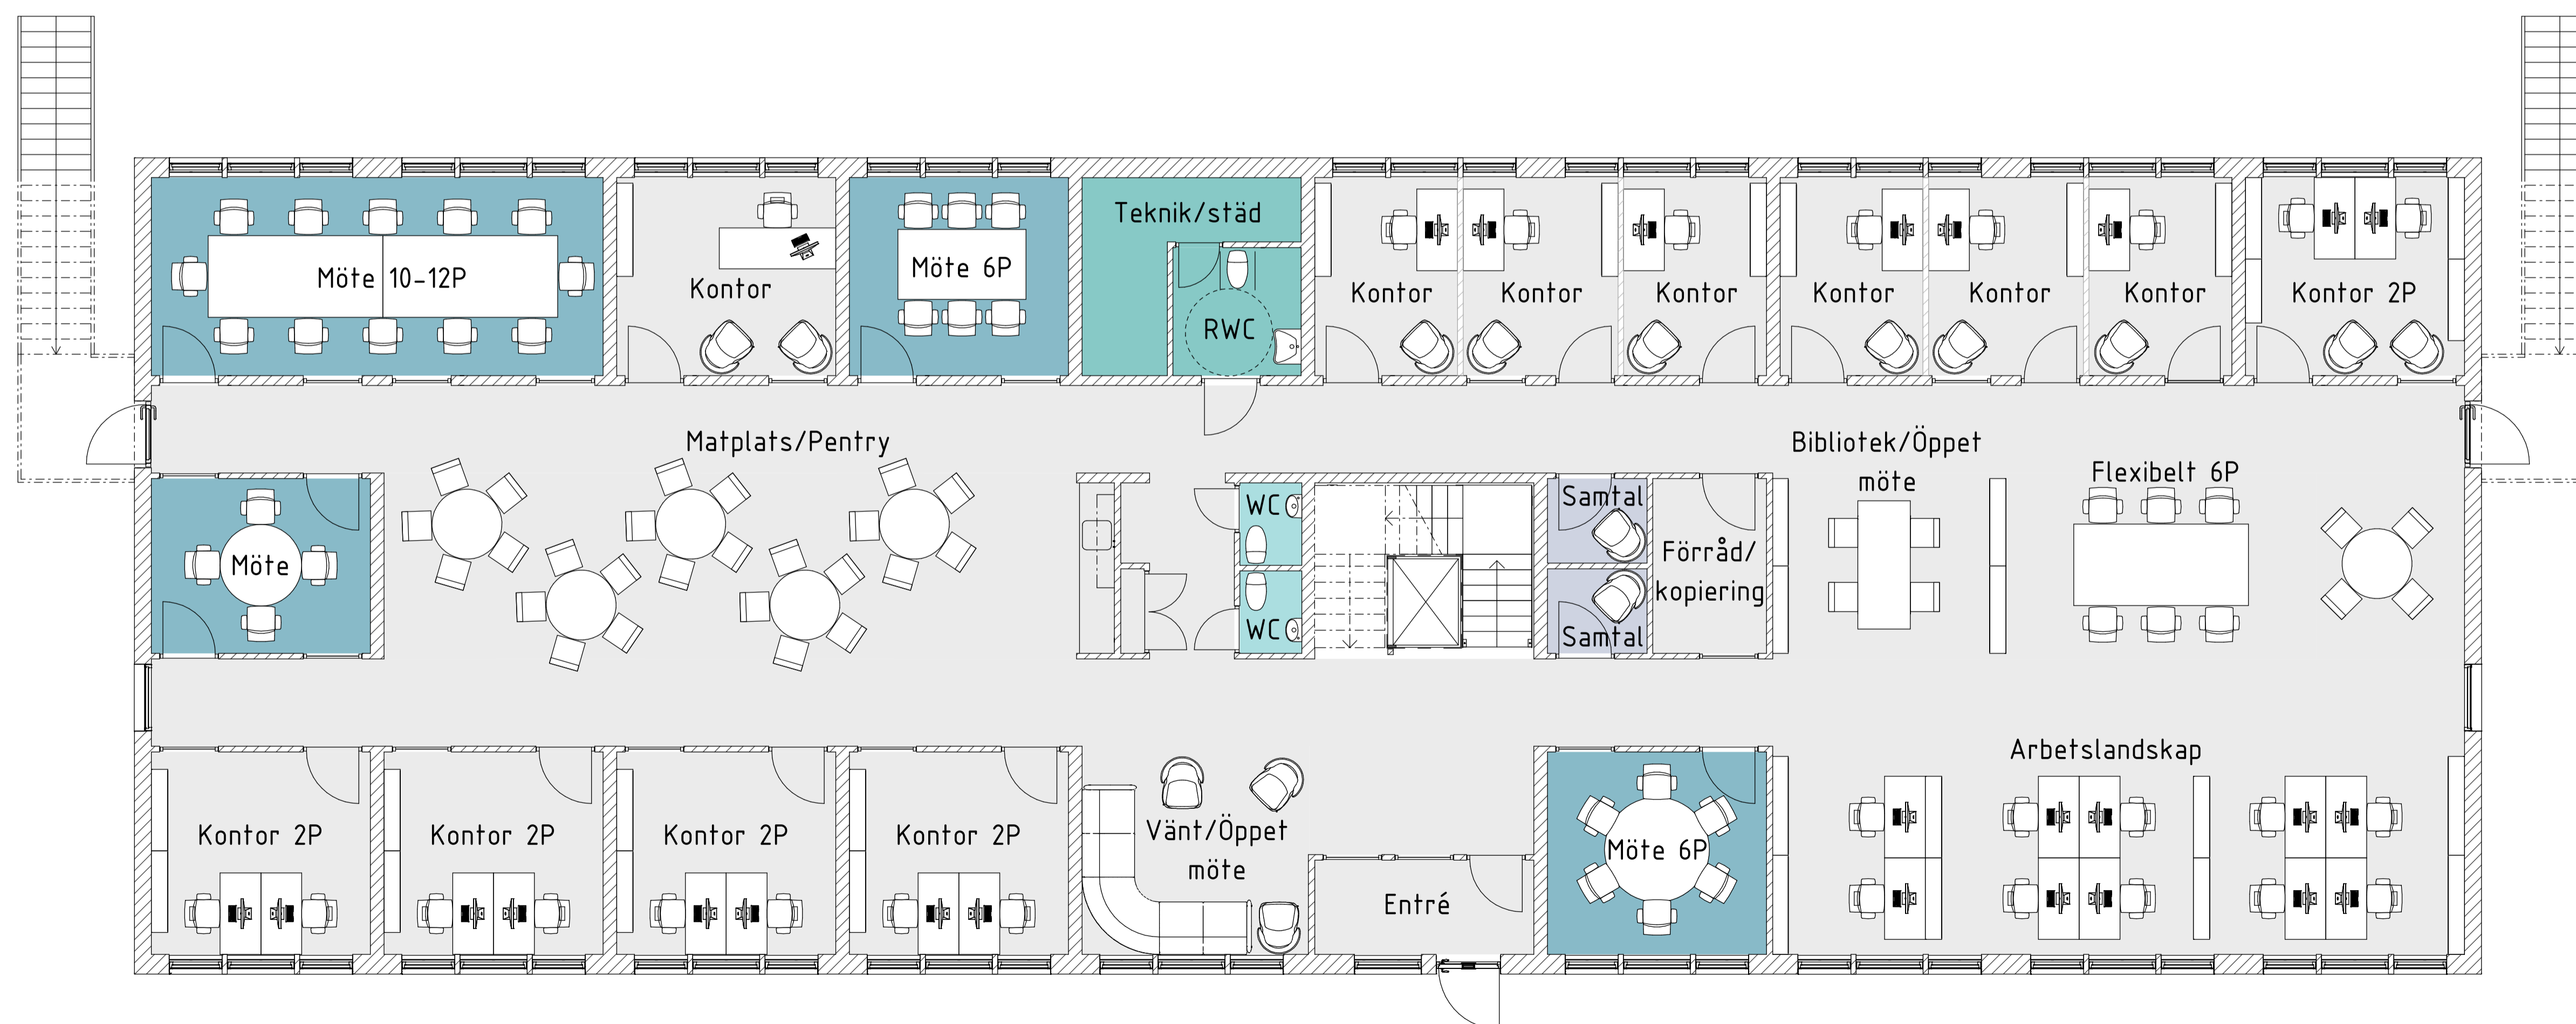 Teknik/städ
Möte 10-12P
Kontor
Möte 6P
RWC
Kontor
Kontor
Kontor
Kontor
Kontor
Kontor
Kontor 2P
Matplats/Pentry
Bibliotek/Öppet
möte
Flexibelt 6P
Möte
WC
WC
Samtal
Samtal
Förråd/
kopiering
Arbetslandskap
Kontor 2P
Kontor 2P
Kontor 2P
Kontor 2P
Vänt/Öppet
möte
Entré
Möte 6P